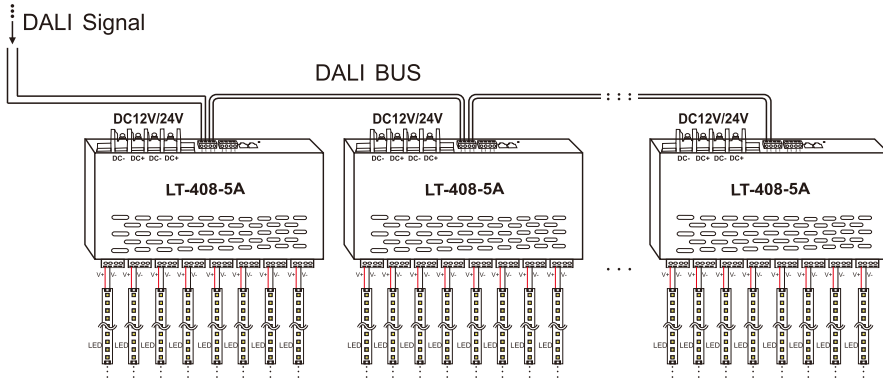 DALI Signal
DALI BUS
DC12V/24V DC12V/24V DC12V/24V
DC- DC+ DC- DC+ DC- DC+ DC- DC+ DC- DC+ DC- DC+
LT-408-5A LT-408-5A LT-408-5A
V+ V- V+ V- V+ V- V+ V- V+ V- V+ V- V+ V- V+ V- V+ V- V+ V- V+ V- V+ V- V+ V- V+ V- V+ V- V+ V- V+ V- V+ V- V+ V- V+ V- V+ V- V+ V- V+ V- V+ V-
LED LED LED LED LED LED LED LED LED LED LED LED LED LED LED LED LED LED LED LED LED LED LED LED